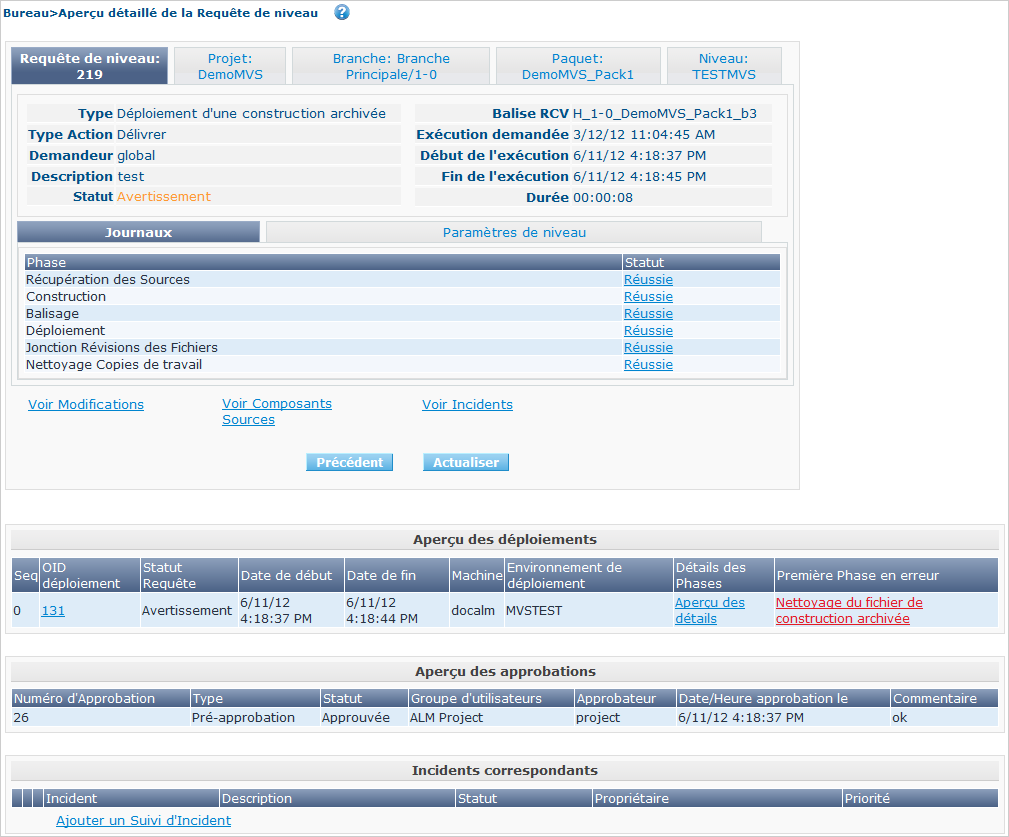 Bureau>Aperçu détaillé de la Requête de niveau ?
Requête de niveau: 219
Projet: DemoMVS
Branche: Branche Principale/1-0
Paquet: DemoMVS_Pack1
Niveau: TESTMVS
Type Déploiement d'une construction archivée
Type Action Délivrer
Demandeur global
Description test
Statut Avertissement
Balise RCV H_1-0_DemoMVS_Pack1_b3
Exécution demandée 3/12/12 11:04:45 AM
Début de l'exécution 6/11/12 4:18:37 PM
Fin de l'exécution 6/11/12 4:18:45 PM
Durée 00:00:08
Journaux Paramètres de niveau
Phase Statut
Récupération des Sources Réussie
Construction Réussie
Balisage Réussie
Déploiement Réussie
Jonction Révisions des Fichiers Réussie
Nettoyage Copies de travail Réussie
Voir Modifications
Voir Composants
Sources
Voir Incidents
Précédent Actualiser
Aperçu des déploiements
Seq OID déploiement Statut Requête Date de début Date de fin Machine Environnement de déploiement Détails des Phases Première Phase en erreur
0 131 Avertissement 6/11/12 4:18:37 PM 6/11/12 4:18:44 PM docalm MVSTEST Aperçu des détails Nettoyage du fichier de construction archivée
Aperçu des approbations
Numéro d'Approbation Type Statut Groupe d'utilisateurs Approbateur Date/Heure approbation le Commentaire
26 Pré-approbation Approuvée ALM Project project 6/11/12 4:18:37 PM ok
Incidents correspondants
Incident Description Statut Propriétaire Priorité
Ajouter un Suivi d'Incident